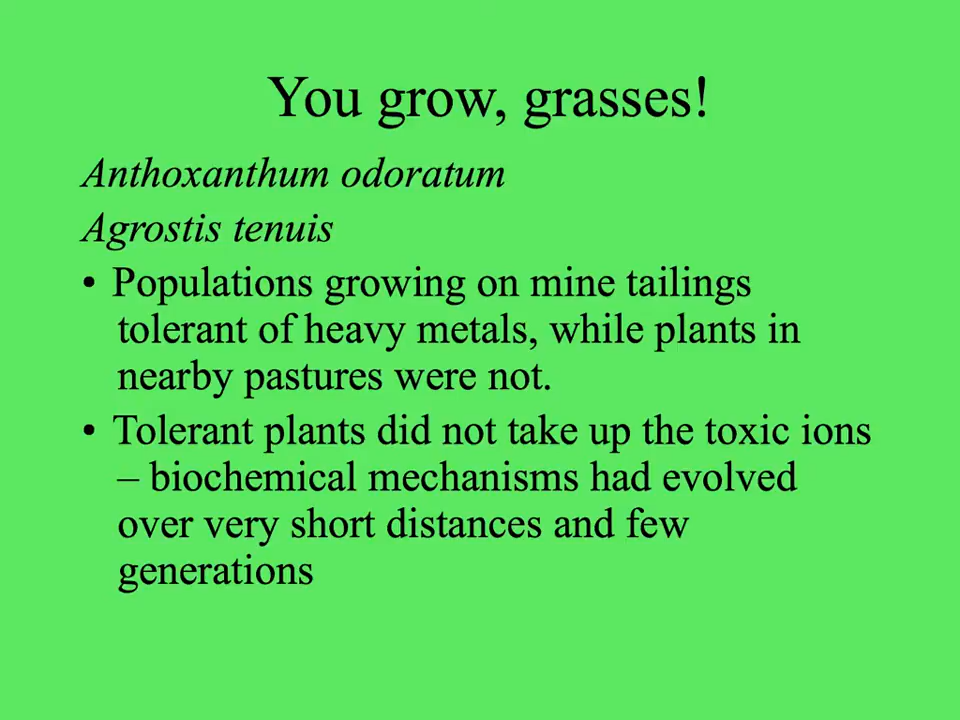 You grow, grasses!
Anthoxanthum odoratum
Agrostis tenuis
• Populations growing on mine tailings
tolerant of heavy metals, while plants in
nearby pastures were not.
• Tolerant plants did not take up the toxic ions
– biochemical mechanisms had evolved
over very short distances and few
generations